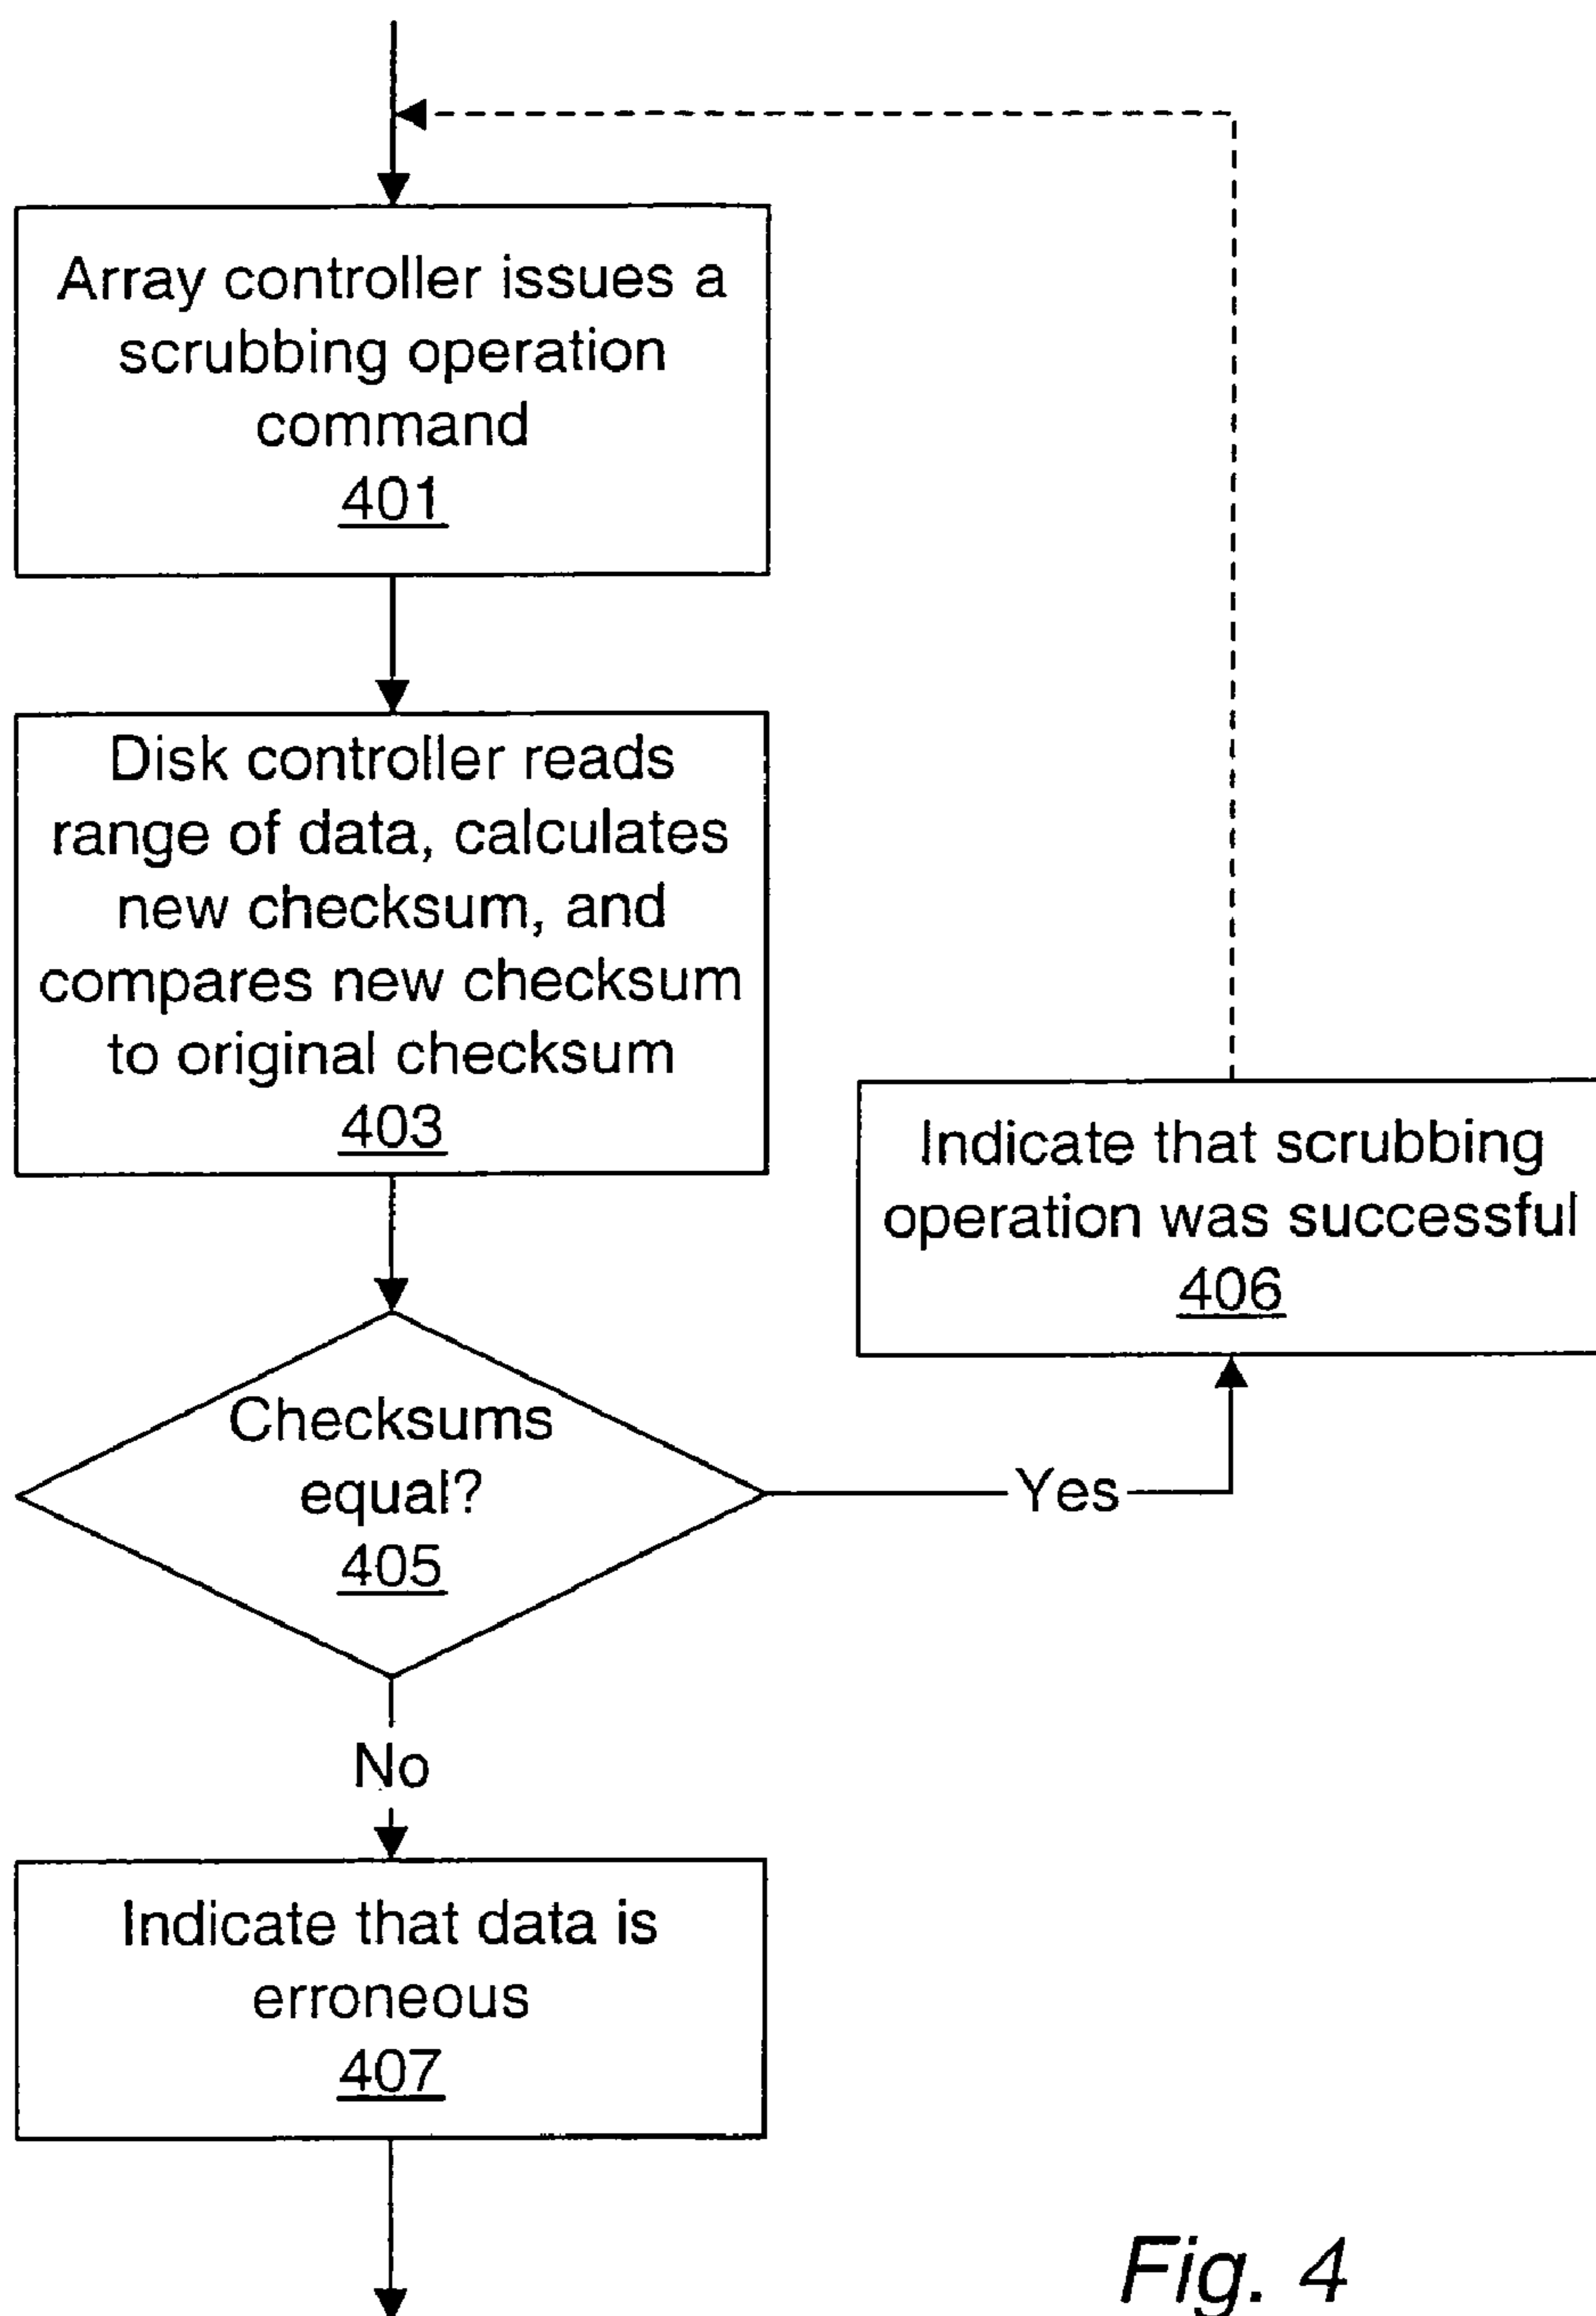 Array controller issues a
scrubbing operation
command
401
Disk controller reads
range of data, calculates
new checksum, and
compares new checksum
to original checksum
403
Indicate that scrubbing
operation was successful
406
Checksums
equal?
405
Yes
No
Indicate that data is
erroneous
407
Fig. 4